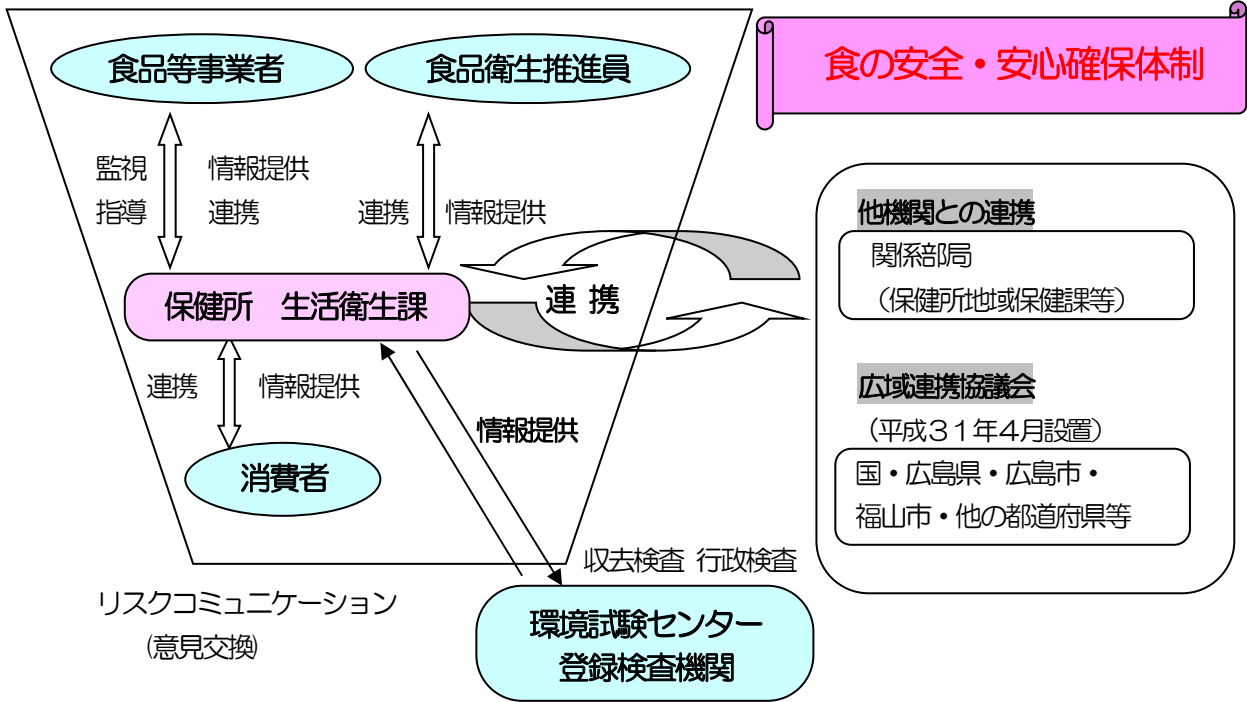 食の安全・安心確保体制
食品等事業者
食品衛生推進員
監視
指導
情報提供
連携
連携
情報提供
保健所　生活衛生課
連 携
連携
情報提供
消費者
情報提供
他機関との連携
関係部局
（保健所地域保健課等）
広域連携協議会
（平成３１年４月設置）
国・広島県・広島市・
福山市・他の都道府県等
収去検査 行政検査
環境試験センター
登録検査機関
リスクコミュニケーション
(意見交換)